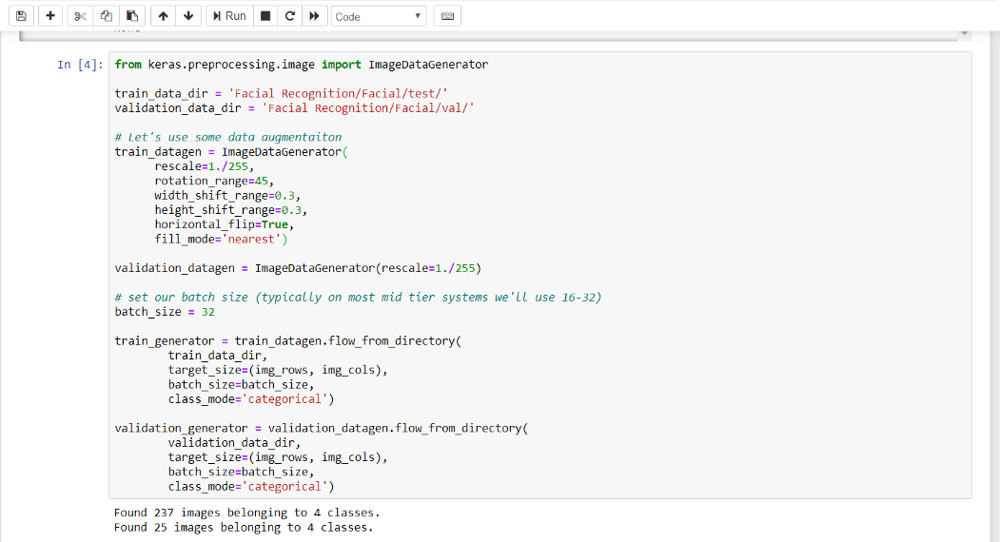 Run
Code
In [4]:
from keras.preprocessing.image import ImageDataGenerator
train_data_dir = 'Facial Recognition/Facial/test/'
validation_data_dir = 'Facial Recognition/Facial/val/'
# Let's use some data augmentaiton
train_datagen = ImageDataGenerator(
rescale=1./255,
rotation_range=45,
width_shift_range=0.3,
height_shift_range=0.3,
horizontal_flip=True,
fill_mode='nearest')
validation_datagen = ImageDataGenerator(rescale=1./255)
# set our batch size (typically on most mid tier systems we'll use 16-32)
batch_size = 32
train_generator = train_datagen.flow_from_directory(
train_data_dir,
target_size=(img_rows, img_cols),
batch_size=batch_size,
class_mode='categorical')
validation_generator = validation_datagen.flow_from_directory(
validation_data_dir,
target_size=(img_rows, img_cols),
batch_size=batch_size,
class_mode='categorical')
Found 237 images belonging to 4 classes.
Found 25 images belonging to 4 classes.